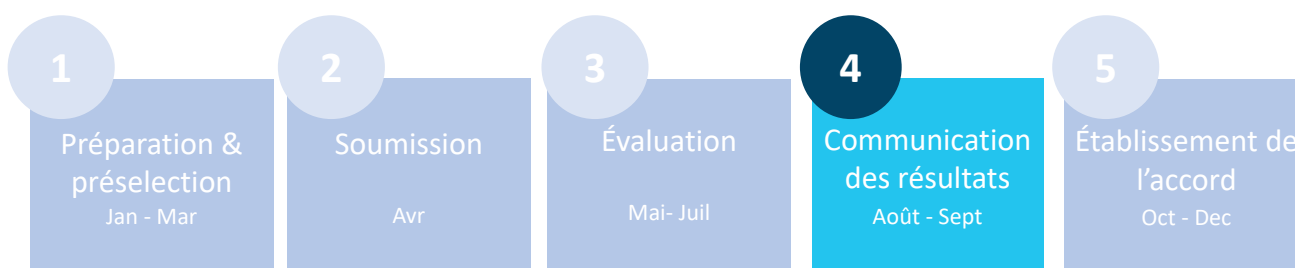 1
Préparation &
préselection
Jan - Mar
2
Soumission
Avr
3
Évaluation
Mai- Juil
4
Communication
des résultats
Août - Sept
5
Établissement de
l’accord
Oct - Dec